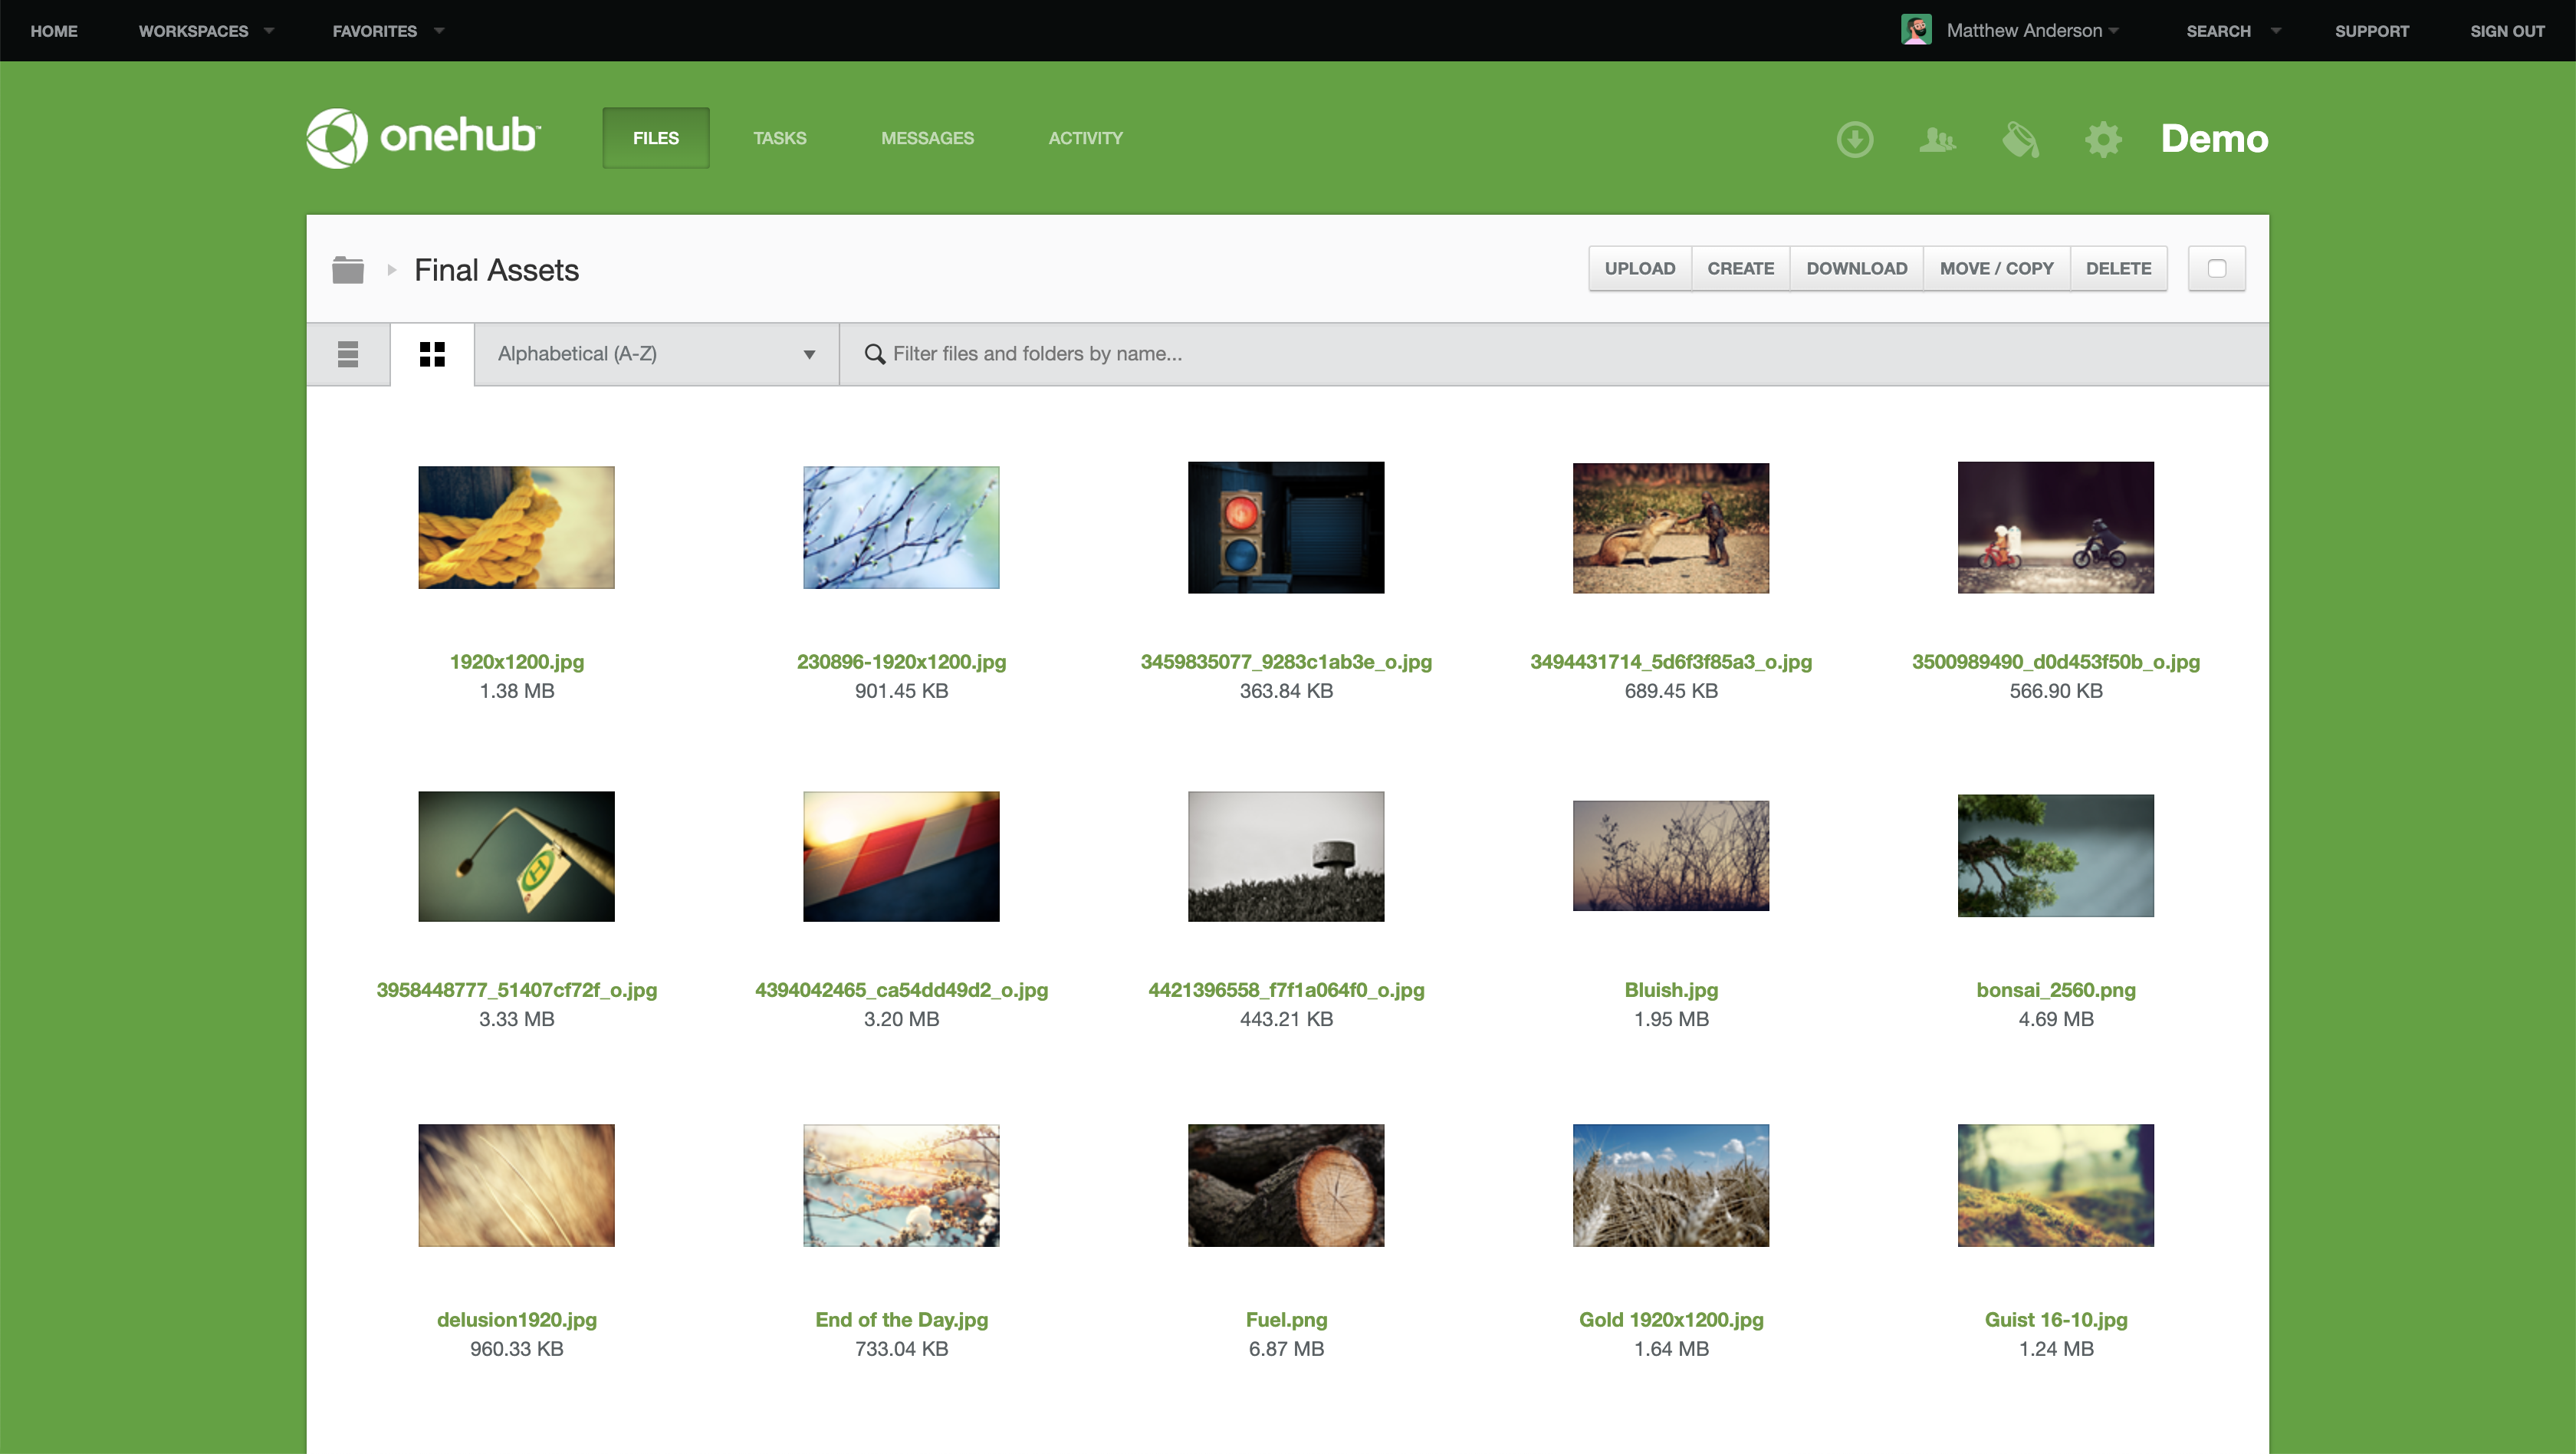 HOME WORKSPACES FAVORITES Matthew Anderson SEARCH SUPPORT SIGN OUT
onehub™ FILES TASKS MESSAGES ACTIVITY Demo
Final Assets UPLOAD CREATE DOWNLOAD MOVE / COPY DELETE
Alphabetical (A-Z) Filter files and folders by name...
1920x1200.jpg 230896-1920x1200.jpg 3459835077_9283c1ab3e_o.jpg 3494431714_5d6f3f85a3_o.jpg 3500989490_d0d453f50b_o.jpg
1.38 MB 901.45 KB 363.84 KB 689.45 KB 566.90 KB
H
3958448777_51407cf72f_o.jpg 4394042465_ca54dd49d2_o.jpg 4421396558_f7f1a064f0_o.jpg Bluish.jpg bonsai_2560.png
3.33 MB 3.20 MB 443.21 KB 1.95 MB 4.69 MB
delusion1920.jpg End of the Day.jpg Fuel.png Gold 1920x1200.jpg Guist 16-10.jpg
960.33 KB 733.04 KB 6.87 MB 1.64 MB 1.24 MB